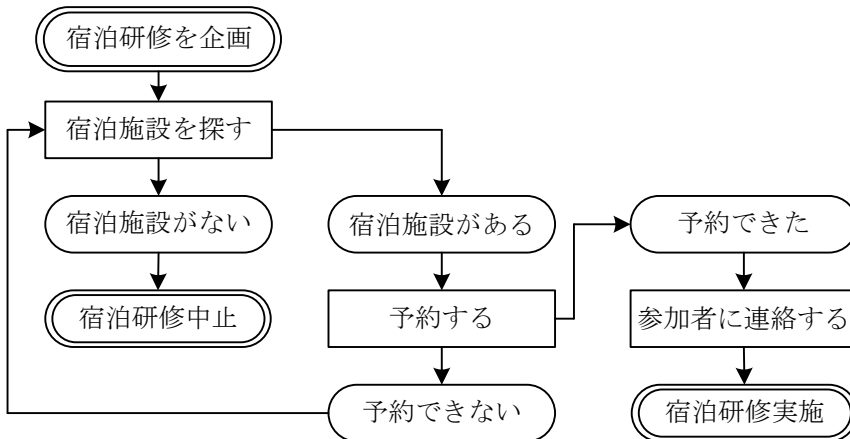 宿泊研修を企画
宿泊施設を探す
宿泊施設がない
宿泊施設がある
予約できた
宿泊研修中止
予約する
参加者に連絡する
予約できない
宿泊研修実施